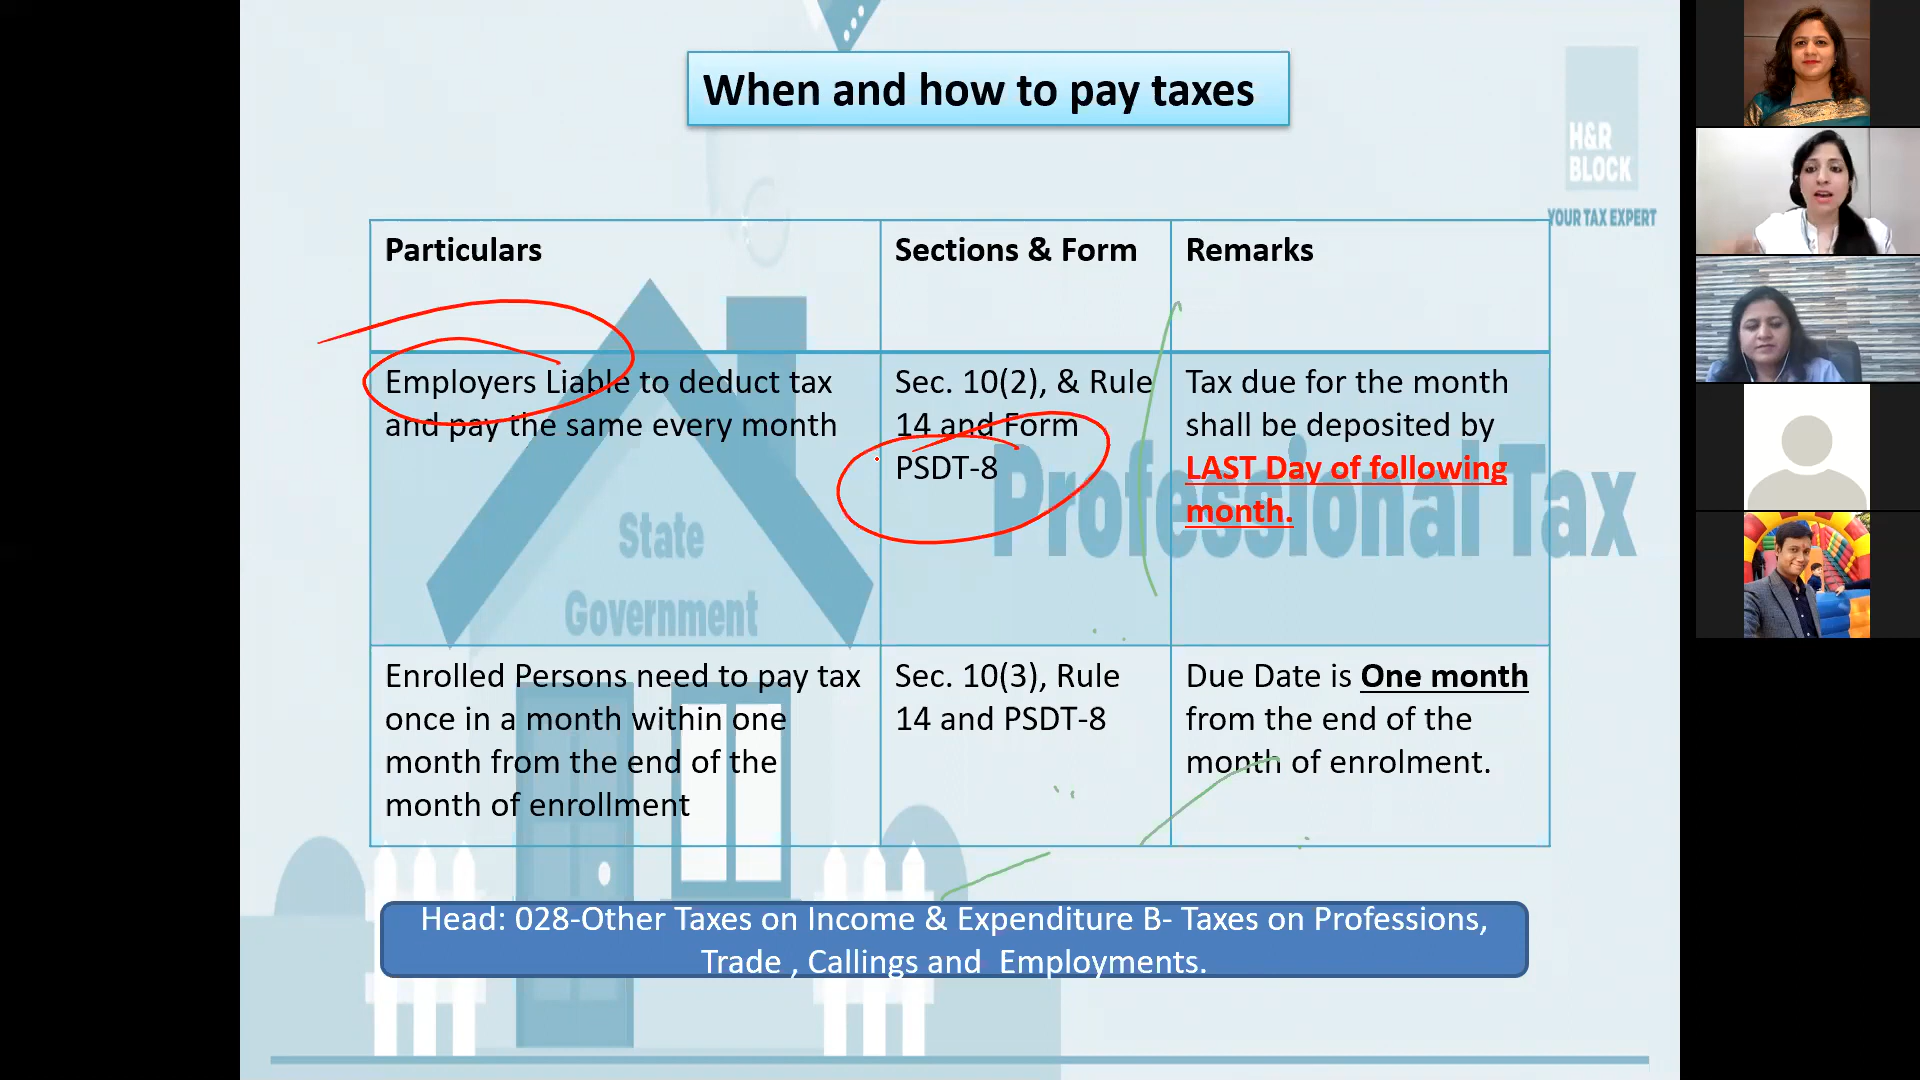 When and how to pay taxes
H&R
BLOCK
YOUR TAX EXPERT
Particulars
Sections & Form
Remarks
Employers Liable to deduct tax
and pay the same every month
Sec. 10(2), & Rule
14 and Form
PSDT-8
Tax due for the month
shall be deposited by
LAST Day of following
month.
Professional Tax
State
Government
Enrolled Persons need to pay tax
once in a month within one
month from the end of the
month of enrollment
Sec. 10(3), Rule
14 and PSDT-8
Due Date is One month
from the end of the
month of enrolment.
Head: 028-Other Taxes on Income & Expenditure B- Taxes on Professions,
Trade , Callings and Employments.